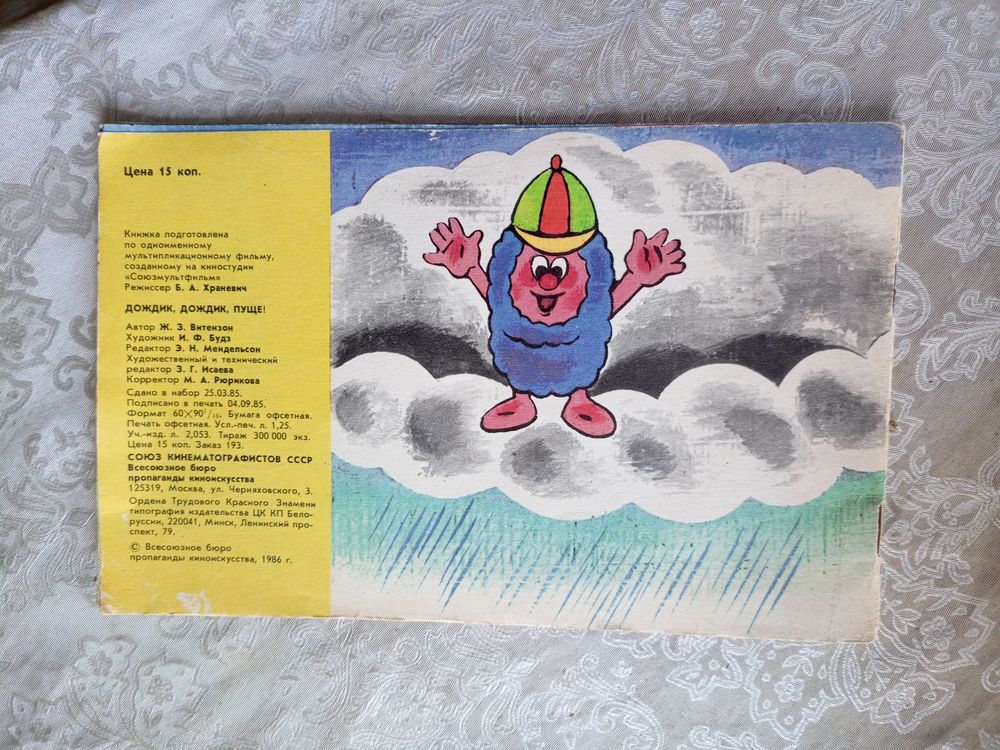 Цена 15 коп.
Книжка подготовлена
по одноименному
мультипликационному фильму,
созданному на киностудии
«Союзмультфильм»
Режиссер Б. А. Храневич
ДОЖДИК, ДОЖДИК, ПУЩЕ!
Автор Ж. З. Витензон
Художник И. Ф. Будз
Редактор Э. Н. Мендельсон
Художественный и технический
редактор З. Г. Исаева
Корректор М. А. Рюрикова
Сдано в набор 25.03.85.
Подписано в печать 04.09.85.
Формат 60×90¹/₁₆. Бумага офсетная.
Печать офсетная. Усл.-печ. л. 1,25.
Уч.-изд. л. 2,053. Тираж 300 000 экз.
Цена 15 коп. Заказ 193.
СОЮЗ КИНЕМАТОГРАФИСТОВ СССР
Всесоюзное бюро
пропаганды киноискусства
125319, Москва, ул. Черняховского, 3.
Ордена Трудового Красного Знамени
типография издательства ЦК КП Бело-
руссии, 220041, Минск, Ленинский про-
спект, 79.
© Всесоюзное бюро
пропаганды киноискусства, 1986 г.